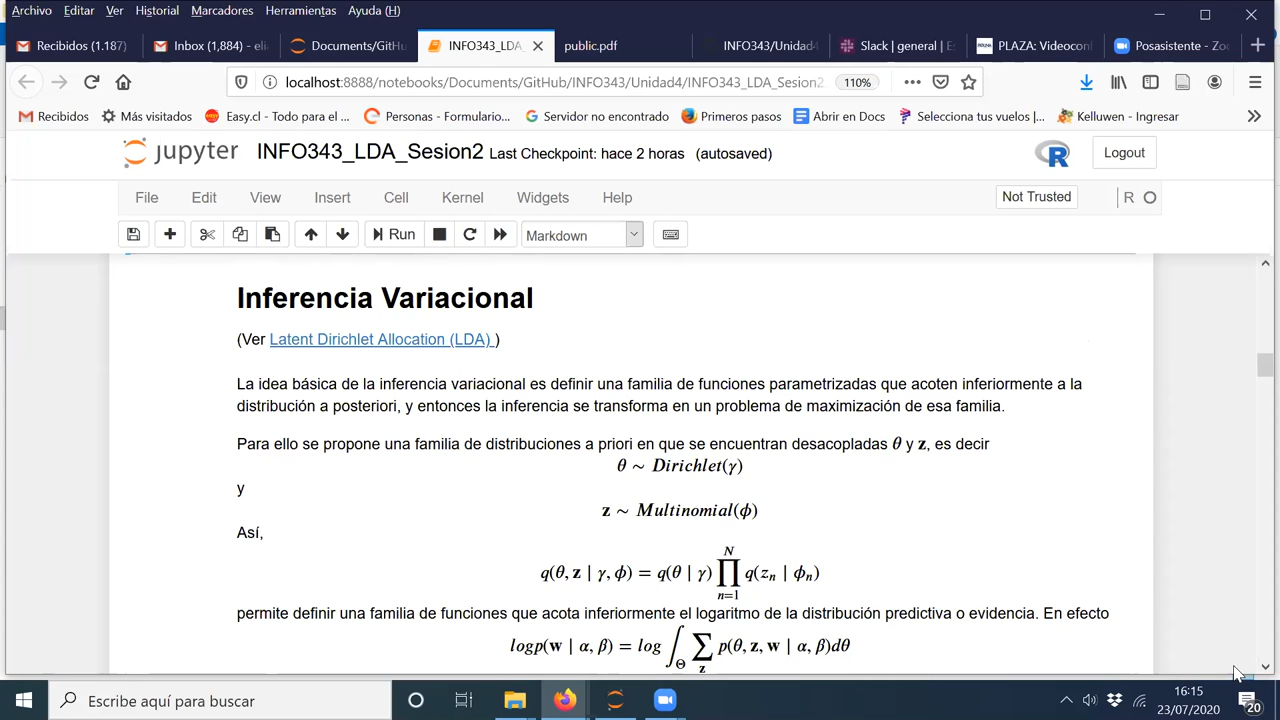 Archivo Editar Ver Historial Marcadores Herramientas Ayuda (H)
Recibidos (1.187) Inbox (1,884) - eli Documents/GitHu INFO343_LDA_ public.pdf INFO343/Unidad4 Slack | general | Es PLAZA: Videoconf Posasistente - Zoo
localhost:8888/notebooks/Documents/GitHub/INFO343/Unidad4/INFO343_LDA_Sesion2. 110%
Recibidos Más visitados Easy.cl - Todo para el ... Personas - Formulario... Servidor no encontrado Primeros pasos Abrir en Docs Selecciona tus vuelos |... Kelluwen - Ingresar
jupyter INFO343_LDA_Sesion2 Last Checkpoint: hace 2 horas (autosaved) R Logout
File Edit View Insert Cell Kernel Widgets Help Not Trusted R
Run Markdown
Inferencia Variacional
(Ver Latent Dirichlet Allocation (LDA) )
La idea básica de la inferencia variacional es definir una familia de funciones parametrizadas que acoten inferiormente a la
distribución a posteriori, y entonces la inferencia se transforma en un problema de maximización de esa familia.
Para ello se propone una familia de distribuciones a priori en que se encuentran desacopladas θ y z, es decir
θ ~ Dirichlet(γ)
y
z ~ Multinomial(ϕ)
Así,
q(θ, z | γ, ϕ) = q(θ | γ) ∏_{n=1}^{N} q(z_n | ϕ_n)
permite definir una familia de funciones que acota inferiormente el logaritmo de la distribución predictiva o evidencia. En efecto
logp(w | α, β) = log ∫_Θ ∑_z p(θ, z, w | α, β)dθ
Escribe aquí para buscar
16:15
23/07/2020
20